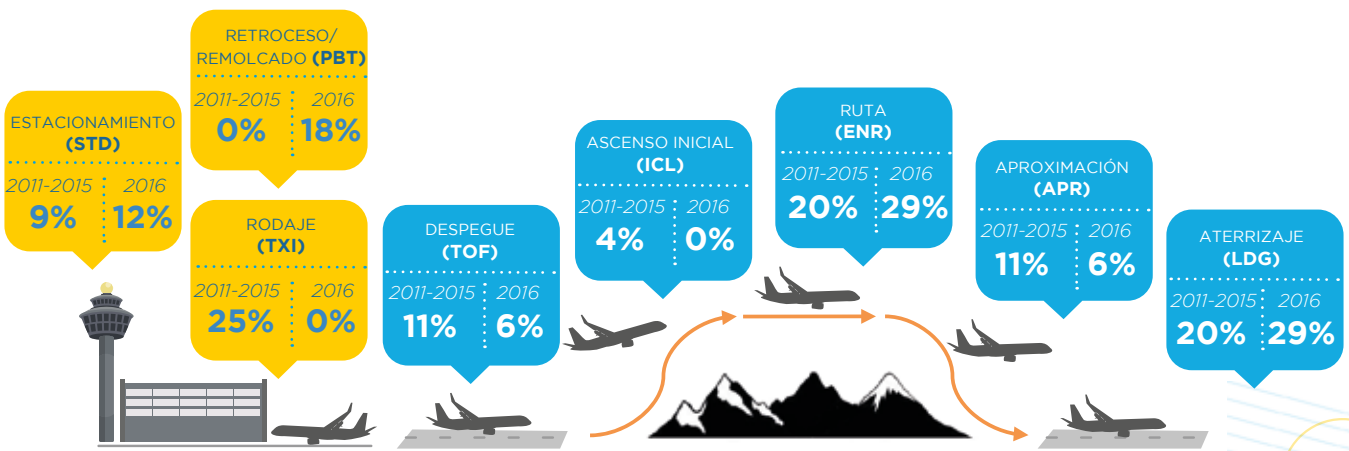 ESTACIONAMIENTO
(STD)
2011-2015 2016
9% 12%
RETROCESO/
REMOLCADO (PBT)
2011-2015 2016
0% 18%
RODAJE
(TXI)
2011-2015 2016
25% 0%
DESPEGUE
(TOF)
2011-2015 2016
11% 6%
ASCENSO INICIAL
(ICL)
2011-2015 2016
4% 0%
RUTA
(ENR)
2011-2015 2016
20% 29%
APROXIMACIÓN
(APR)
2011-2015 2016
11% 6%
ATERRIZAJE
(LDG)
2011-2015 2016
20% 29%